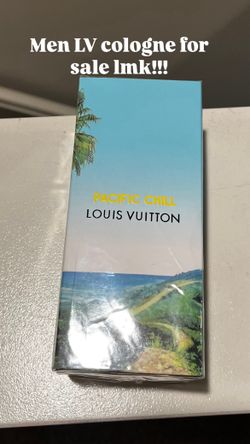 Men LV cologne for
sale lmk!!!
PACIFIC CHILL
LOUIS VUITTON